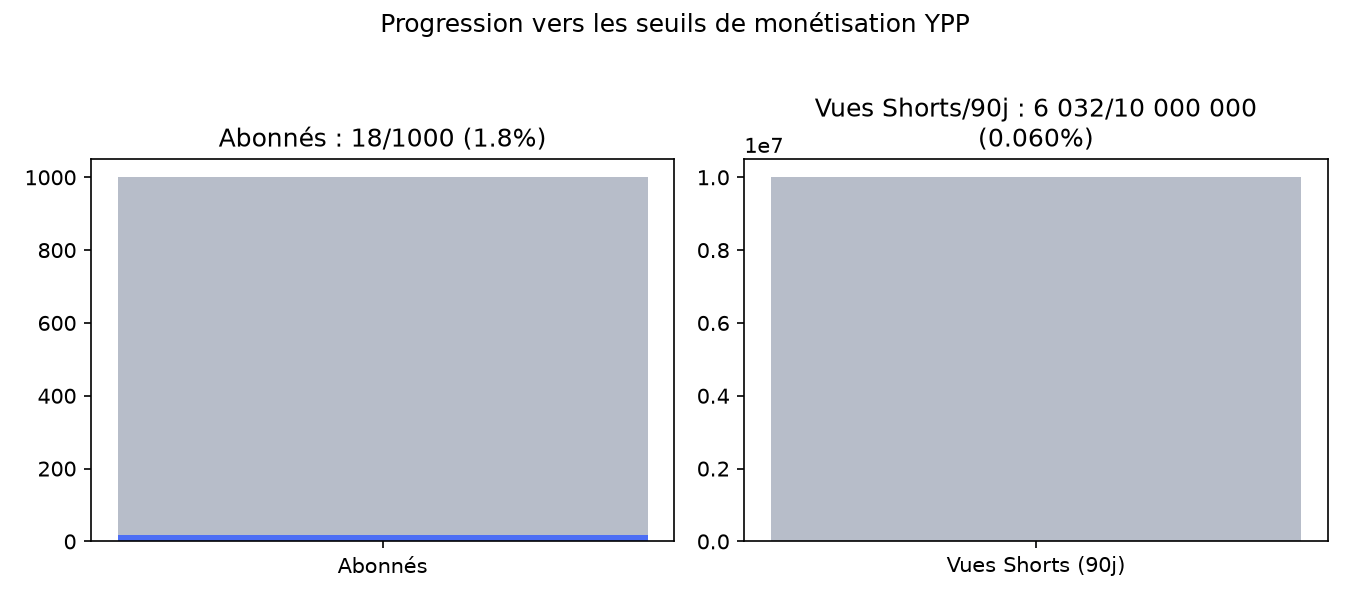 Progression vers les seuils de monétisation YPP
Abonnés : 18/1000 (1.8%)
1000
800
600
400
200
0
Abonnés
Vues Shorts/90j : 6 032/10 000 000
(0.060%)
1e7
1.0
0.8
0.6
0.4
0.2
0.0
Vues Shorts (90j)